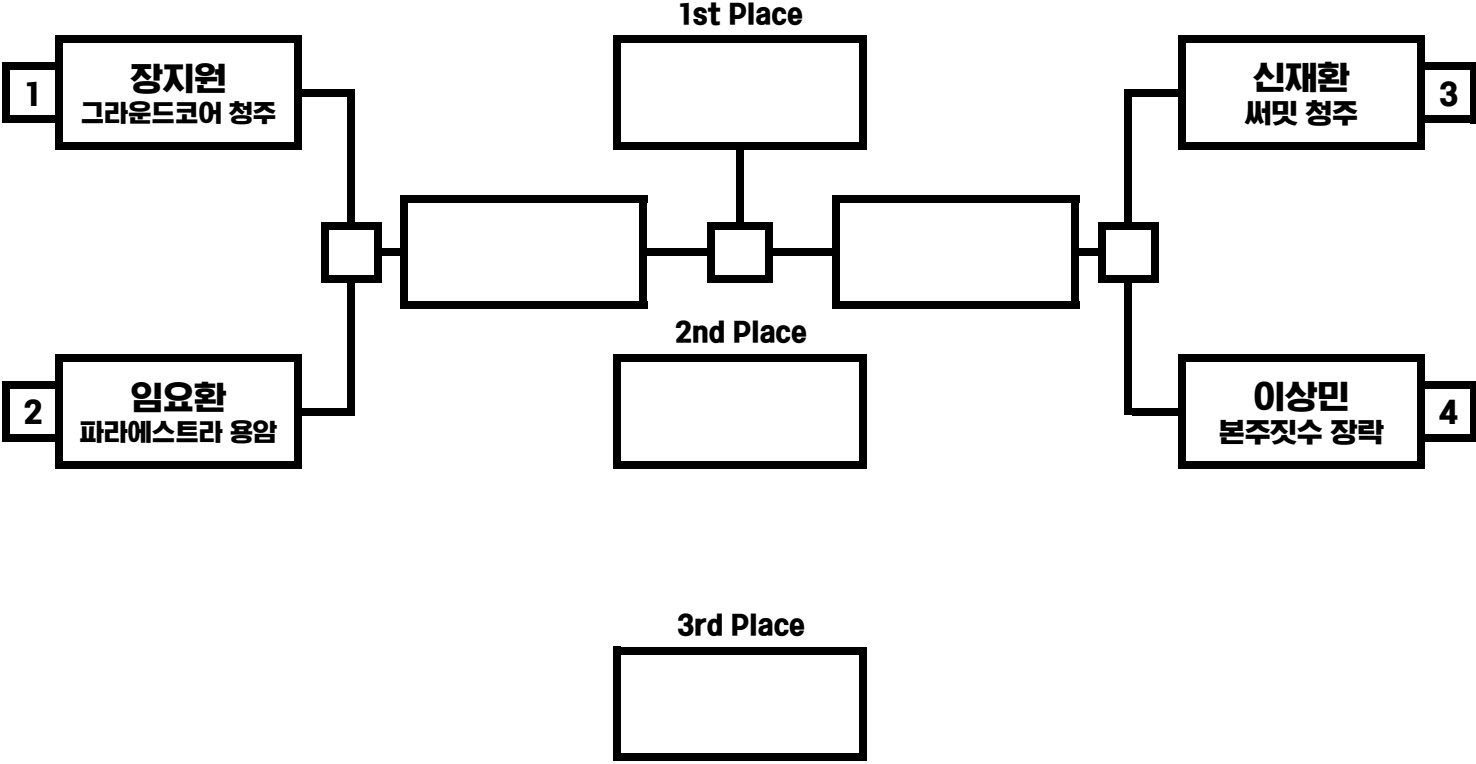 1st Place
1
장지원
그라운드코어 청주
신재환
써밋 청주
3
2nd Place
2
임요환
파라에스트라 용암
이상민
본주짓수 장락
4
3rd Place